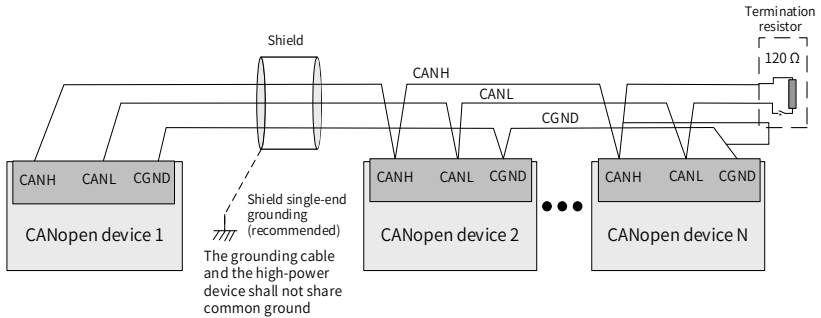 Termination
resistor
120 Ω
Shield
CANH
CANL
CGND
CANH CANL CGND
CANopen device 1
Shield single-end
grounding
(recommended)
The grounding cable
and the high-power
device shall not share
common ground
CANH CANL CGND
CANopen device 2
CANH CANL CGND
CANopen device N